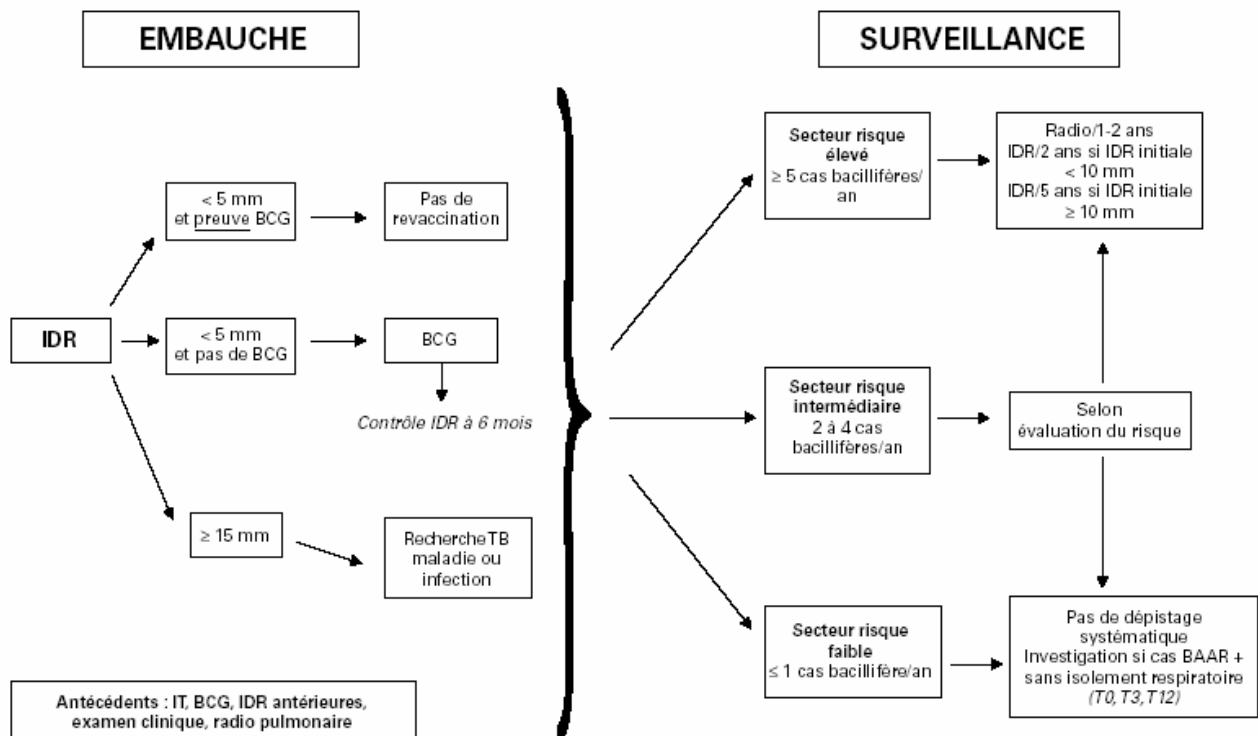 EMBAUCHE
< 5 mm
et preuve BCG
Pas de
revaccination
IDR
< 5 mm
et pas de BCG
BCG
Contrôle IDR à 6 mois
≥ 15 mm
Recherche TB
maladie ou
infection
Antécédents : IT, BCG, IDR antérieures,
examen clinique, radio pulmonaire
SURVEILLANCE
Secteur risque
élevé
≥ 5 cas bacillifères/
an
Radio/1-2 ans
IDR/2 ans si IDR initiale
< 10 mm
IDR/5 ans si IDR initiale
≥ 10 mm
Secteur risque
intermédiaire
2 à 4 cas
bacillifères/an
Selon
évaluation du risque
Secteur risque
faible
≤ 1 cas bacillifère/an
Pas de dépistage
systématique
Investigation si cas BAAR +
sans isolement respiratoire
(T0, T3, T12)